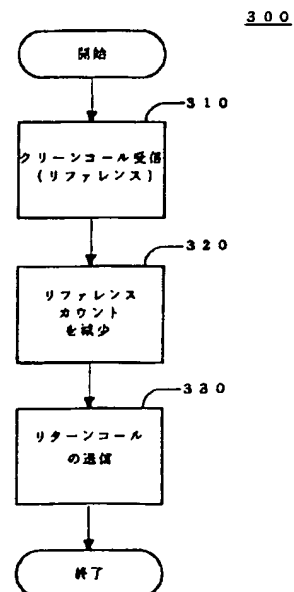 300
開始
310
クリーンコール受信
(リファレンス)
320
リファレンス
カウント
を減少
330
リターンコール
の送信
終了